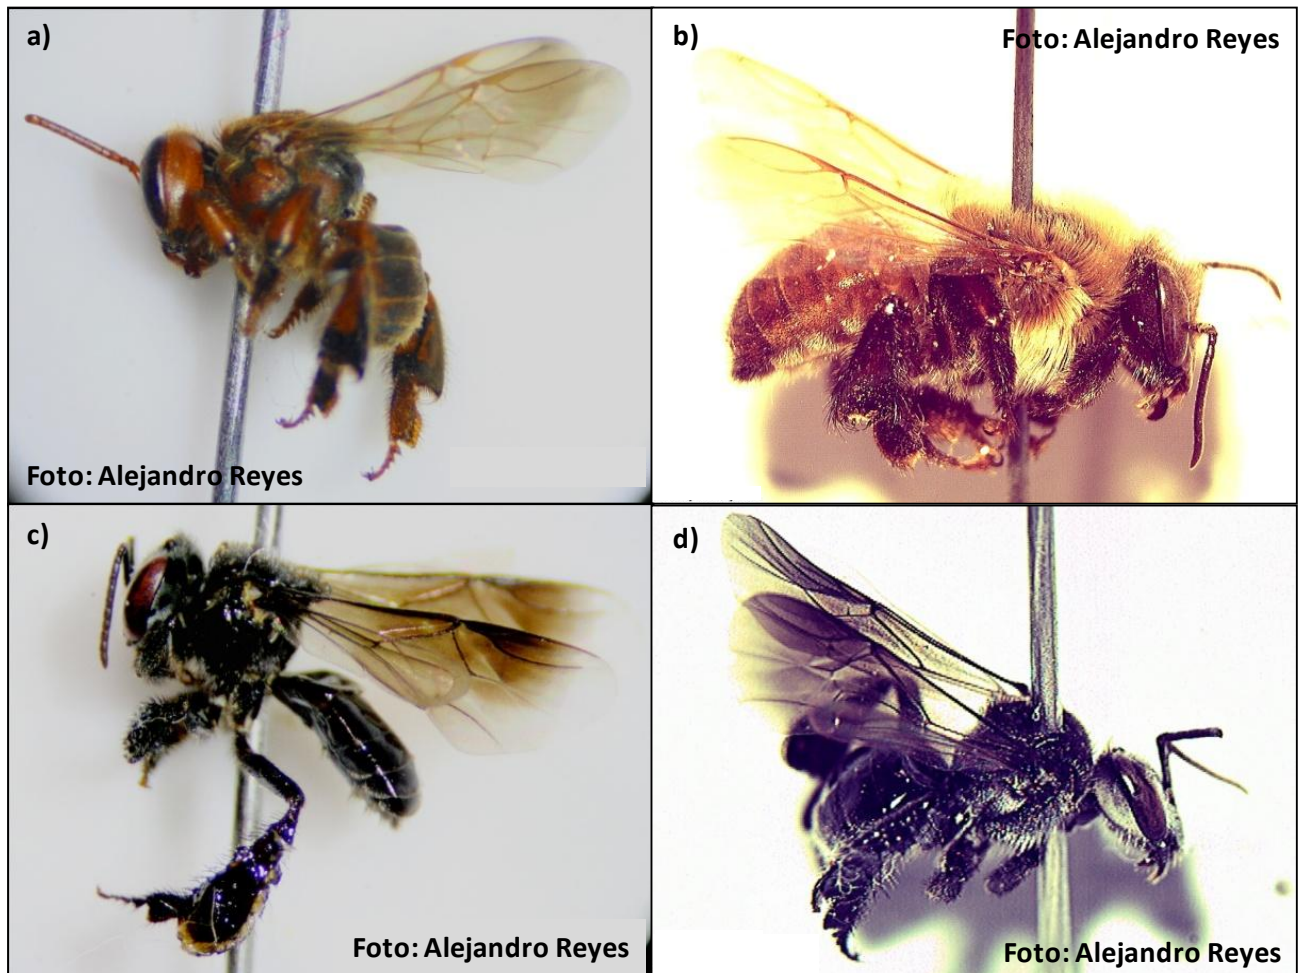 a)
Foto: Alejandro Reyes
b)
Foto: Alejandro Reyes
c)
Foto: Alejandro Reyes
d)
Foto: Alejandro Reyes